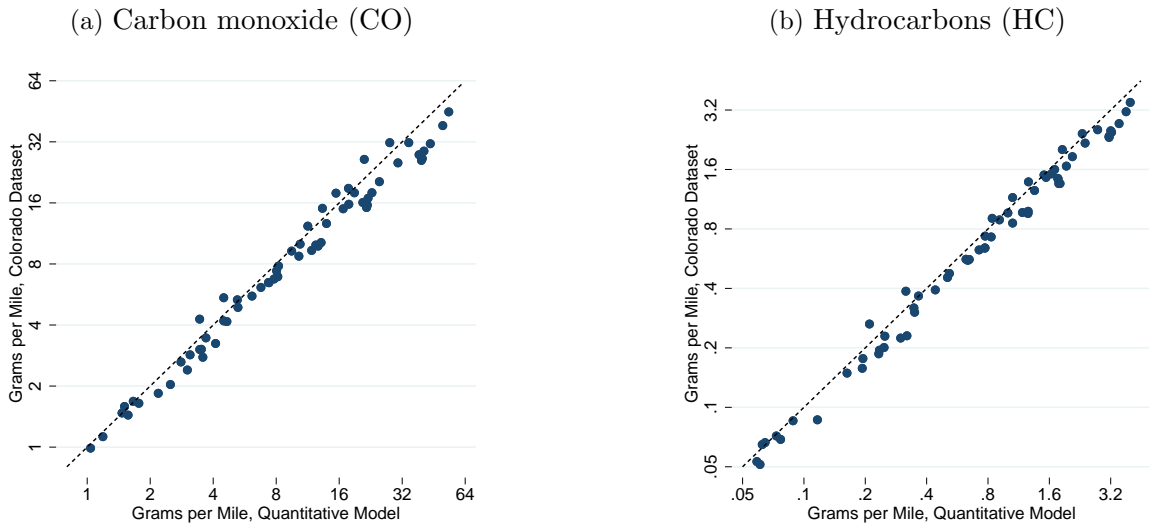 (a) Carbon monoxide (CO)
Grams per Mile, Colorado Dataset
64
32
16
8
4
2
1
1 2 4 8 16 32 64
Grams per Mile, Quantitative Model
(b) Hydrocarbons (HC)
Grams per Mile, Colorado Dataset
3.2
1.6
.8
.4
.2
.1
.05
.05 .1 .2 .4 .8 1.6 3.2
Grams per Mile, Quantitative Model